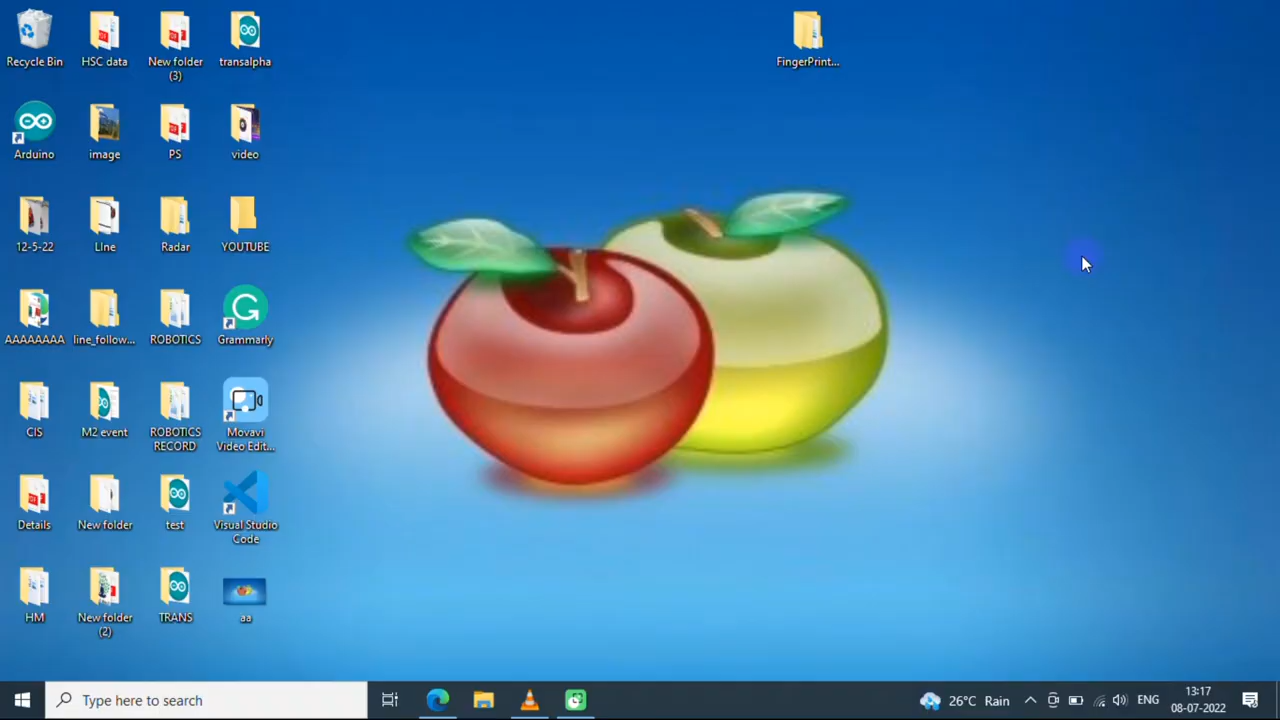 Recycle Bin
HSC data
New folder
(3)
transalpha
FingerPrint...
Arduino
image
PS
video
12-5-22
LIne
Radar
YOUTUBE
AAAAAAAA
line_follow...
ROBOTICS
Grammarly
CIS
M2 event
ROBOTICS
RECORD
Movavi
Video Edit...
Details
New folder
test
Visual Studio
Code
HM
New folder
(2)
TRANS
aa
Type here to search
26°C Rain
ENG
13:17
08-07-2022